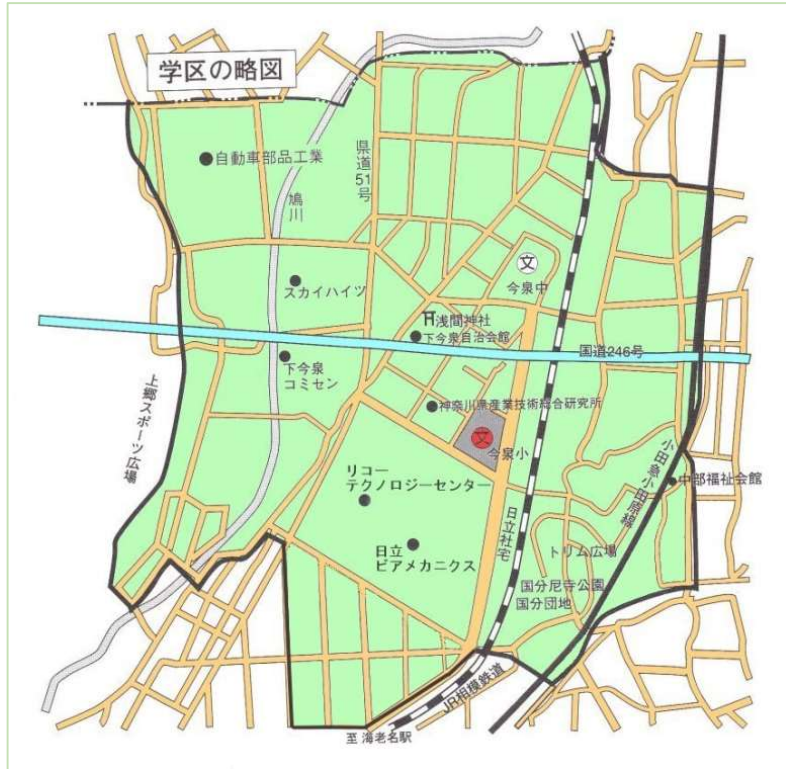 学区の略図
自動車部品工業
県道51号
鳩川
文
今泉中
スカイハイツ
浅間神社
下今泉自治会館
国道246号
下今泉
コミセン
上郷スポーツ広場
神奈川県産業技術総合研究所
文
今泉小
小田急小田原線
中部福祉会館
リコー
テクノロジーセンター
日立社宅
日立
ビアメカニクス
トリム広場
国分尼寺公園
国分団地
JR相模鉄道
至 海老名駅